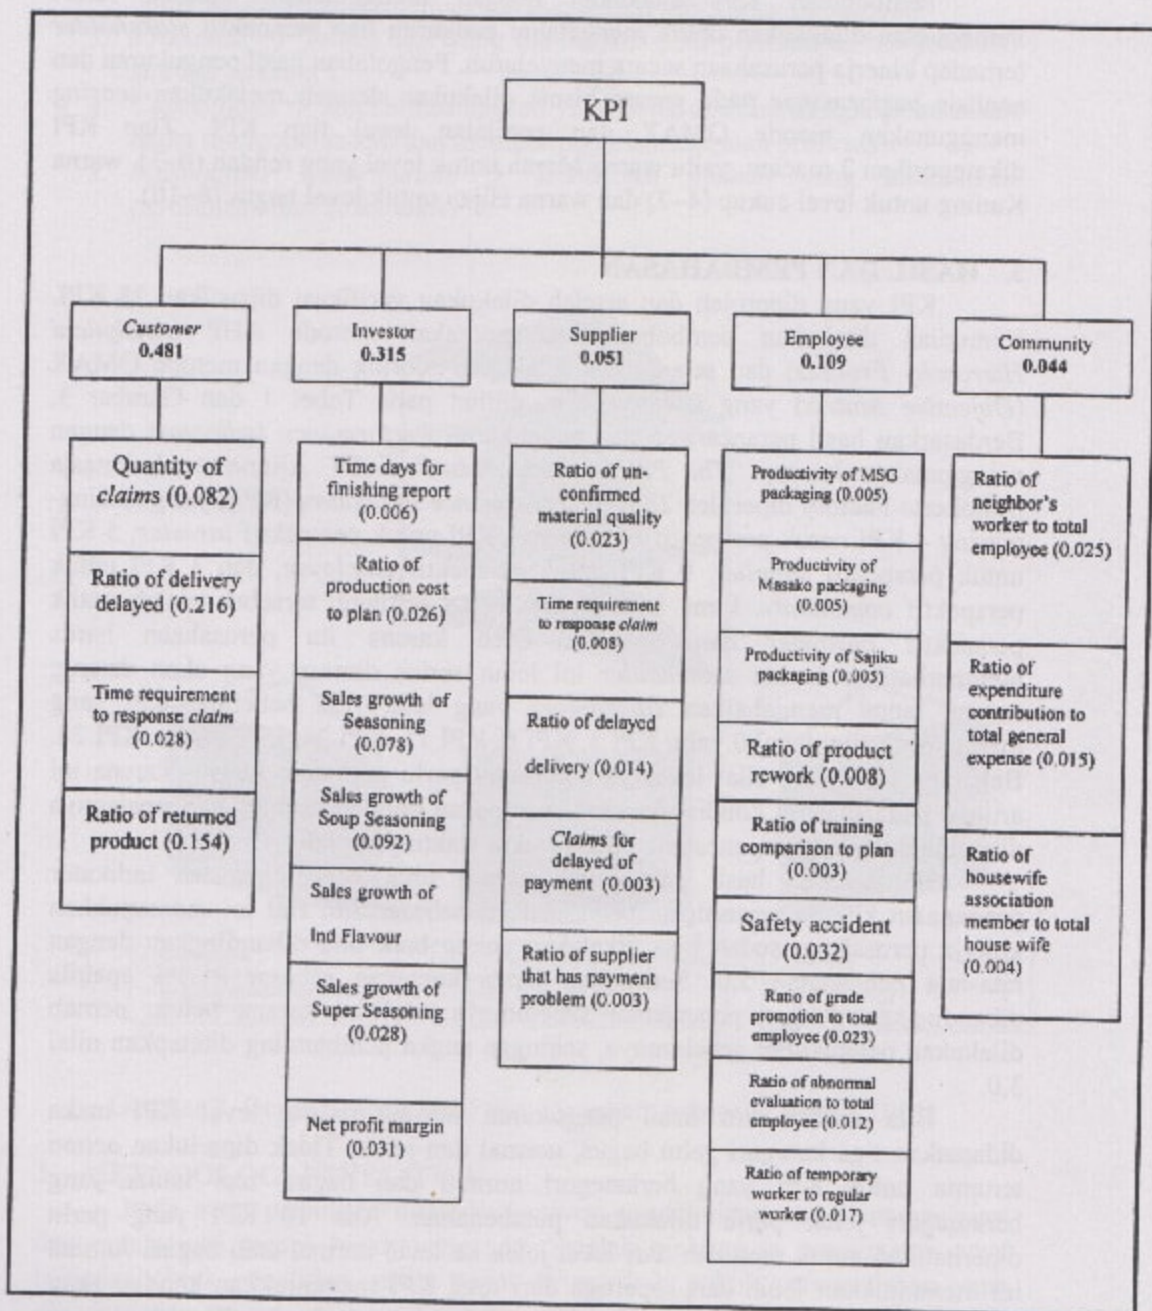 KPI
Customer
0.481
Investor
0.315
Supplier
0.051
Employee
0.109
Community
0.044
Quantity of
claims (0.082)
Ratio of delivery
delayed (0.216)
Time requirement
to response claim
(0.028)
Ratio of returned
product (0.154)
Time days for
finishing report
(0.006)
Ratio of
production cost
to plan (0.026)
Sales growth of
Seasoning
(0.078)
Sales growth of
Soup Seasoning
(0.092)
Sales growth of
Ind Flavour
Sales growth of
Super Seasoning
(0.028)
Net profit margin
(0.031)
Ratio of un-
confirmed
material quality
(0.023)
Time requirement
to response claim
(0.008)
Ratio of delayed
delivery (0.014)
Claims for
delayed of
payment (0.003)
Ratio of supplier
that has payment
problem (0.003)
Productivity of MSG
packaging (0.005)
Productivity of
Masako packaging
(0.005)
Productivity of Sajiku
packaging (0.005)
Ratio of product
rework (0.008)
Ratio of training
comparison to plan
(0.003)
Safety accident
(0.032)
Ratio of grade
promotion to total
employee (0.023)
Ratio of abnormal
evaluation to total
employee (0.012)
Ratio of temporary
worker to regular
worker (0.017)
Ratio of
neighbor's
worker to total
employee (0.025)
Ratio of
expenditure
contribution to
total general
expense (0.015)
Ratio of
housewife
association
member to total
house wife
(0.004)